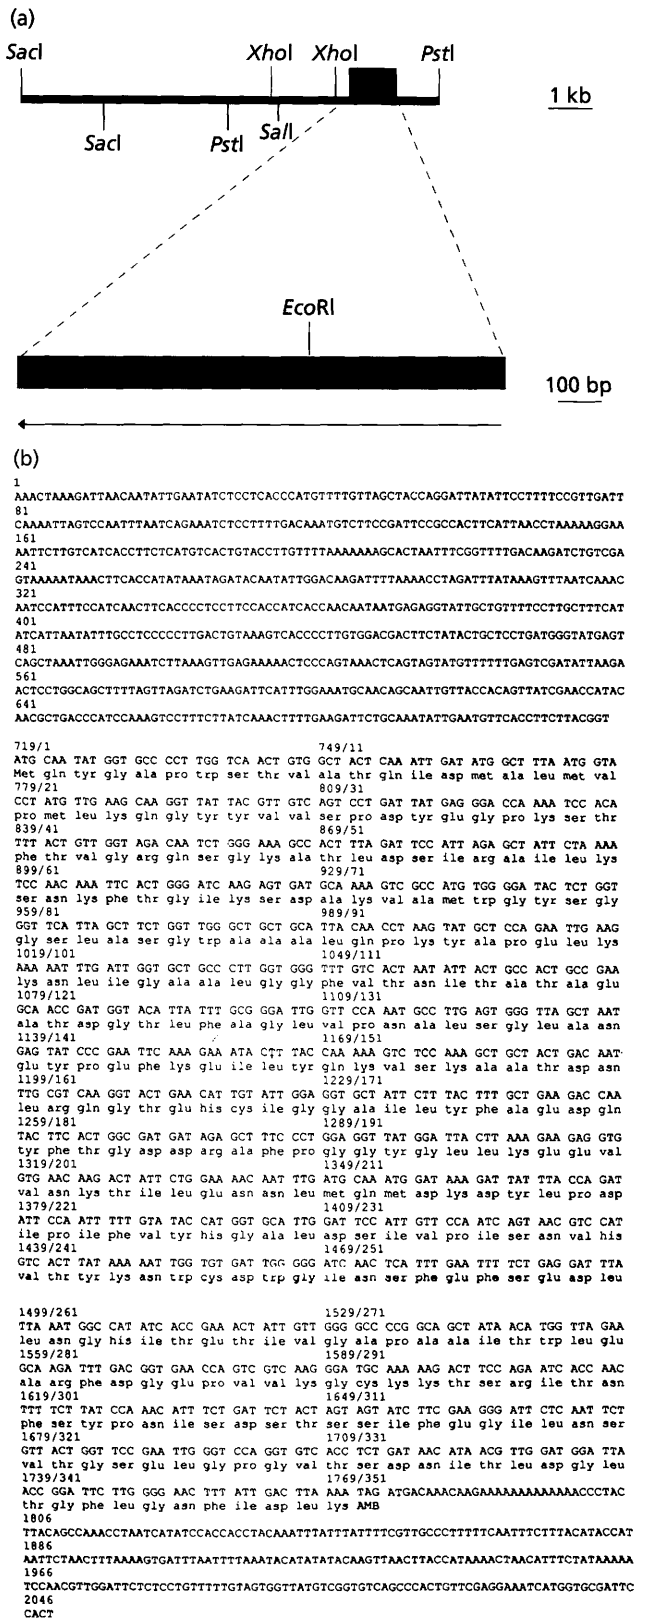 (a)
SacI XhoI XhoI PstI
1 kb
SacI PstI SalI
EcoRI
100 bp
(b)
1
AAACTAAAGATTAACAATATTGAATATCTCCTCACCCATGTTTTGTTAGCTACCAGGATTATATTCCTTTTCCGTTGATT
81
CAAAATTAGTCCAATTTAATCAGAAATCTCCTTTTGACAAATGTCTTCCGATTCCGCCACTTCATTAACCTAAAAAGGAA
161
AATTCTTGTCATCACCTTCTCATGTCACTGTACCTTGTTTTAAAAAAAGCACTAATTTCGGTTTTGACAAGATCTGTCGA
241
GTAAAAATAAACTTCACCATATAAATAGATACAATATTGGACAAGATTTTAAAACCTAGATTTATAAAGTTTAATCAAAC
321
AATCCATTTCCATCAACTTCACCCCTCCTTCCACCATCACCAACAATAATGAGAGGTATTGCTGTTTTCCTTGCTTTCAT
401
ATCATTAATATTTGCCTCCCCCTTGACTGTAAAGTCACCCCTTGTGGACGACTTCTATACTGCTCCTGATGGGTATGAGT
481
CAGCTAAATTGGGAGAAATCTTAAAGTTGAGAAAAACTCCCAGTAAACTCAGTAGTATGTTTTTTGAGTCGATATTAAGA
561
ACTCCTGGCAGCTTTTAGTTAGATCTGAAGATTCATTTGGAAATGCAACAGCAATTGTTACCACAGTTATCGAACCATAC
641
AACGCTGACCCATCCAAAGTCCTTTCTTATCAAACTTTTGAAGATTCTGCAAATATTGAATGTTCACCTTCTTACGGT
719/1 749/11
ATG CAA TAT GGT GCC CCT TGG TCA ACT GTG GCT ACT CAA ATT GAT ATG GCT TTA ATG GTA
Met gln tyr gly ala pro trp ser thr val ala thr gln ile asp met ala leu met val
779/21 809/31
CCT ATG TTG AAG CAA GGT TAT TAC GTT GTC AGT CCT GAT TAT GAG GGA CCA AAA TCC ACA
pro met leu lys gln gly tyr tyr val val ser pro asp tyr glu gly pro lys ser thr
839/41 869/51
TTT ACT GTT GGT AGA CAA TCT GGG AAA GCC ACT TTA GAT TCC ATT AGA GCT ATT CTA AAA
phe thr val gly arg gln ser gly lys ala thr leu asp ser ile arg ala ile leu lys
899/61 929/71
TCC AAC AAA TTC ACT GGG ATC AAG AGT GAT GCA AAA GTC GCC ATG TGG GGA TAC TCT GGT
ser asn lys phe thr gly ile lys ser asp ala lys val ala met trp gly tyr ser gly
959/81 989/91
GGT TCA TTA GCT TCT GGT TGG GCT GCT GCA TTA CAA CCT AAG TAT GCT CCA GAA TTG AAG
gly ser leu ala ser gly trp ala ala ala leu gln pro lys tyr ala pro glu leu lys
1019/101 1049/111
AAA AAT TTG ATT GGT GCT GCC CTT GGT GGG TTT GTC ACT AAT ATT ACT GCC ACT GCC GAA
lys asn leu ile gly ala ala leu gly gly phe val thr asn ile thr ala thr ala glu
1079/121 1109/131
GCA ACC GAT GGT ACA TTA TTT GCG GGA TTG GTT CCA AAT GCC TTG AGT GGG TTA GCT AAT
ala thr asp gly thr leu phe ala gly leu val pro asn ala leu ser gly leu ala asn
1139/141 1169/151
GAG TAT CCC GAA TTC AAA GAA ATA CTT TAC CAA AAA GTC TCC AAA GCT GCT ACT GAC AAT
glu tyr pro glu phe lys glu ile leu tyr gln lys val ser lys ala ala thr asp asn
1199/161 1229/171
TTG CGT CAA GGT ACT GAA CAT TGT ATT GGA GGT GCT ATT CTT TAC TTT GCT GAA GAC CAA
leu arg gln gly thr glu his cys ile gly gly ala ile leu tyr phe ala glu asp gln
1259/181 1289/191
TAC TTC ACT GGC GAT GAT AGA GCT TTC CCT GGA GGT TAT GGA TTA CTT AAA GAA GAG GTG
tyr phe thr gly asp asp arg ala phe pro gly gly tyr gly leu leu lys glu glu val
1319/201 1349/211
GTG AAC AAG ACT ATT CTG GAA AAC AAT TTG ATG CAA ATG GAT AAA GAT TAT TTA CCA GAT
val asn lys thr ile leu glu asn asn leu met gln met asp lys asp tyr leu pro asp
1379/221 1409/231
ATT CCA ATT TTT GTA TAC CAT GGT GCA TTG GAT TCC ATT GTT CCA ATC AGT AAC GTC CAT
ile pro ile phe val tyr his gly ala leu asp ser ile val pro ile ser asn val his
1439/241 1469/251
GTC ACT TAT AAA AAT TGG TGT GAT TGG GGG ATC AAC TCA TTT GAA TTT TCT GAG GAT TTA
val thr tyr lys asn trp cys asp trp gly ile asn ser phe glu phe ser glu asp leu
1499/261 1529/271
TTA AAT GGC CAT ATC ACC GAA ACT ATT GTT GGG GCC CCG GCA GCT ATA ACA TGG TTA GAA
leu asn gly his ile thr glu thr ile val gly ala pro ala ala ile thr trp leu glu
1559/281 1589/291
GCA AGA TTT GAC GGT GAA CCA GTC GTC AAG GGA TGC AAA AAG ACT TCC AGA ATC ACC AAC
ala arg phe asp gly glu pro val val lys gly cys lys lys thr ser arg ile thr asn
1619/301 1649/311
TTT TCT TAT CCA AAC ATT TCT GAT TCT ACT AGT AGT ATC TTC GAA GGG ATT CTC AAT TCT
phe ser tyr pro asn ile ser asp ser thr ser ser ile phe glu gly ile leu asn ser
1679/321 1709/331
GTT ACT GGT TCC GAA TTG GGT CCA GGT GTC ACC TCT GAT AAC ATA ACG TTG GAT GGA TTA
val thr gly ser glu leu gly pro gly val thr ser asp asn ile thr leu asp gly leu
1739/341 1769/351
ACC GGA TTC TTG GGG AAC TTT ATT GAC TTA AAA TAG ATGACAAACAAGAAAAAAAAAAAAAACCCTAC
thr gly phe leu gly asn phe ile asp leu lys AMB
1806
TTACAGCCAAACCTAATCATATCCACCACCTACAAATTTATTTATTTTCGTTGCCCTTTTTCAATTTCTTTACATACCAT
1886
AATTCTAACTTTAAAAGTGATTTAATTTTAAATACATATATACAAGTTAACTTACCATAAAACTAACATTTCTATAAAAA
1966
TCCAACGTTGGATTCTCTCCTGTTTTTGTAGTGGTTATGTCGGTGTCAGCCCACTGTTCGAGGAAATCATGGTGCGATTC
2046
CACT